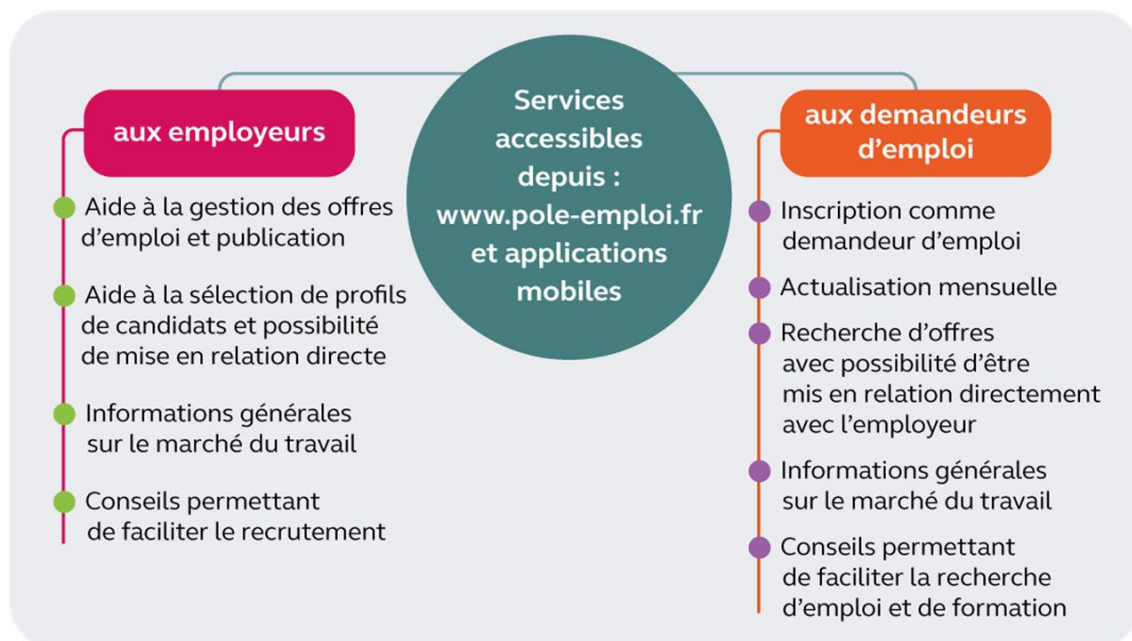 Services
accessibles
depuis :
www.pole-emploi.fr
et applications
mobiles
aux employeurs
Aide à la gestion des offres
d’emploi et publication
Aide à la sélection de profils
de candidats et possibilité
de mise en relation directe
Informations générales
sur le marché du travail
Conseils permettant
de faciliter le recrutement
aux demandeurs
d’emploi
Inscription comme
demandeur d’emploi
Actualisation mensuelle
Recherche d’offres
avec possibilité d’être
mis en relation directement
avec l’employeur
Informations générales
sur le marché du travail
Conseils permettant
de faciliter la recherche
d’emploi et de formation